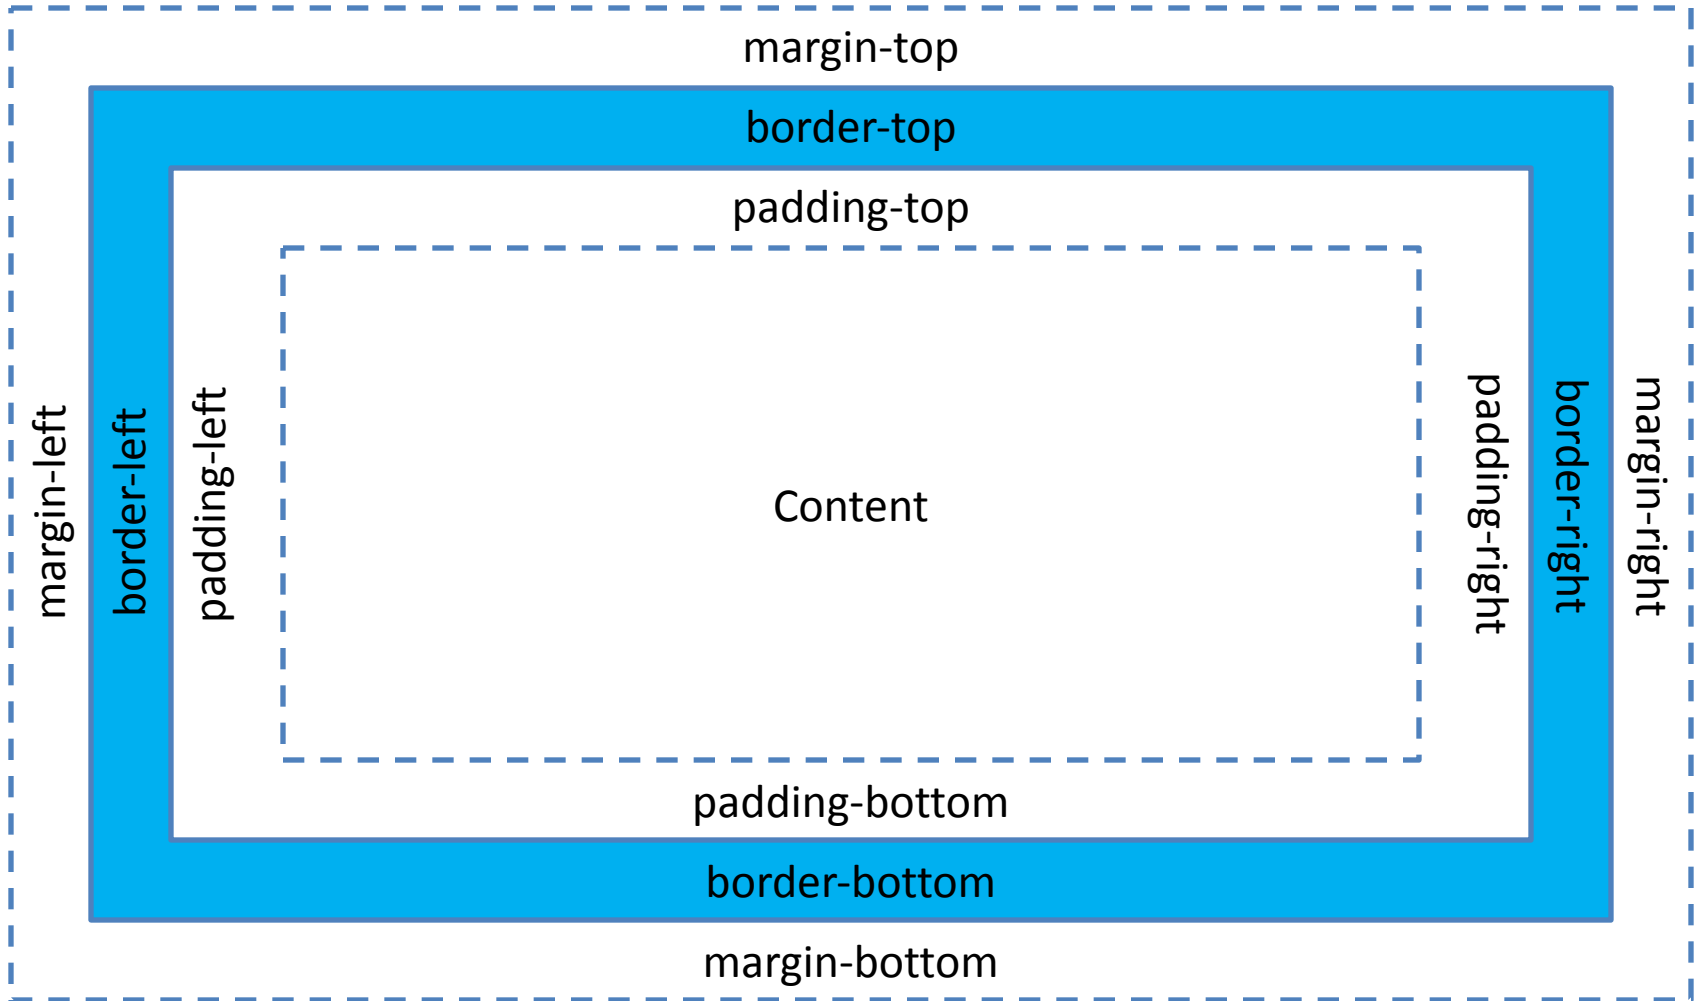 margin-top
border-top
padding-top
margin-left
border-left
padding-left
Content
padding-right
border-right
margin-right
padding-bottom
border-bottom
margin-bottom